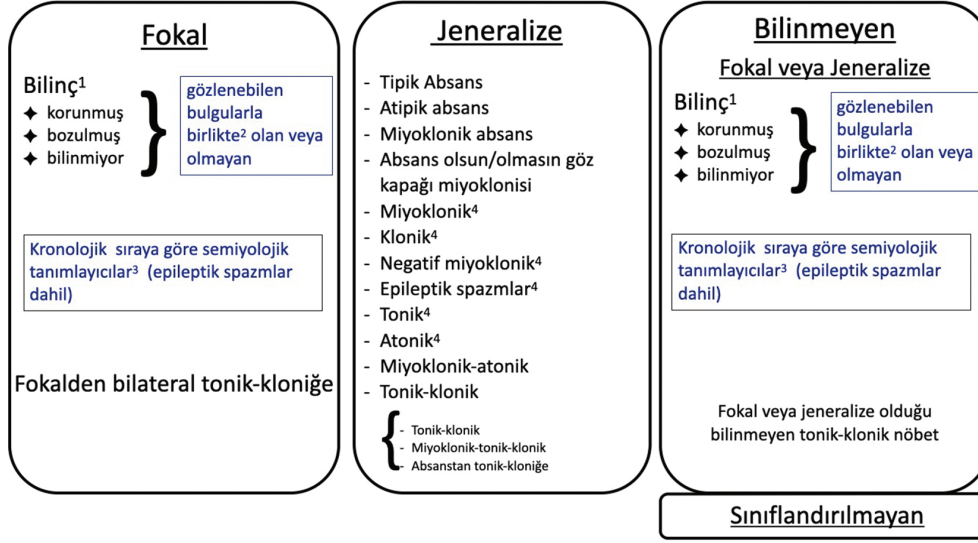 Fokal
Bilinç¹
✦ korunmuş
✦ bozulmuş
✦ bilinmiyor
gözlenebilen
bulgularla
birlikte² olan veya
olmayan
Kronolojik sıraya göre semiyolojik
tanımlayıcılar³ (epileptik spazmlar
dahil)
Fokalden bilateral tonik-kloniğe
Jeneralize
- Tipik Absans
- Atipik absans
- Miyoklonik absans
- Absans olsun/olmasın göz
kapağı miyoklonisi
- Miyoklonik⁴
- Klonik⁴
- Negatif miyoklonik⁴
- Epileptik spazmlar⁴
- Tonik⁴
- Atonik⁴
- Miyoklonik-atonik
- Tonik-klonik
- Tonik-klonik
- Miyoklonik-tonik-klonik
- Absanstan tonik-kloniğe
Bilinmeyen
Fokal veya Jeneralize
Bilinç¹
✦ korunmuş
✦ bozulmuş
✦ bilinmiyor
gözlenebilen
bulgularla
birlikte² olan veya
olmayan
Kronolojik sıraya göre semiyolojik
tanımlayıcılar³ (epileptik spazmlar
dahil)
Fokal veya jeneralize olduğu
bilinmeyen tonik-klonik nöbet
Sınıflandırılmayan